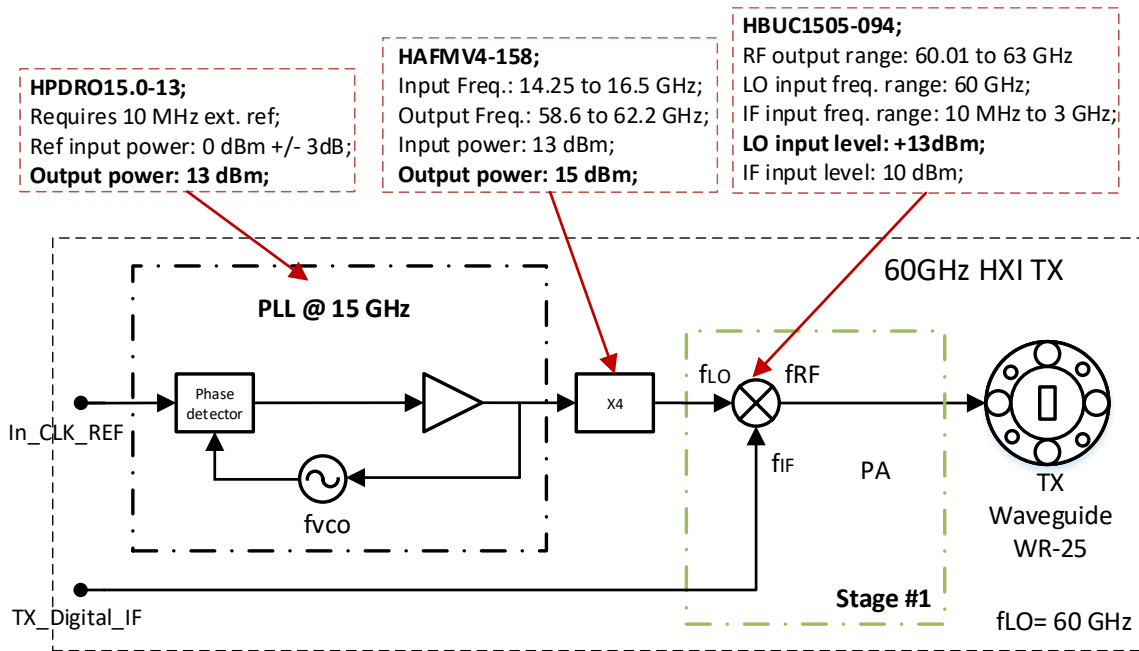 HPDRO15.0-13;
Requires 10 MHz ext. ref;
Ref input power: 0 dBm +/- 3dB;
Output power: 13 dBm;
HAFMV4-158;
Input Freq.: 14.25 to 16.5 GHz;
Output Freq.: 58.6 to 62.2 GHz;
Input power: 13 dBm;
Output power: 15 dBm;
HBUC1505-094;
RF output range: 60.01 to 63 GHz
LO input freq. range: 60 GHz;
IF input freq. range: 10 MHz to 3 GHz;
LO input level: +13dBm;
IF input level: 10 dBm;
60GHz HXI TX
PLL @ 15 GHz
Phase
detector
In_CLK_REF
fvco
X4
fLO
fRF
fIF
PA
Stage #1
TX
Waveguide
WR-25
TX_Digital_IF
fLO= 60 GHz